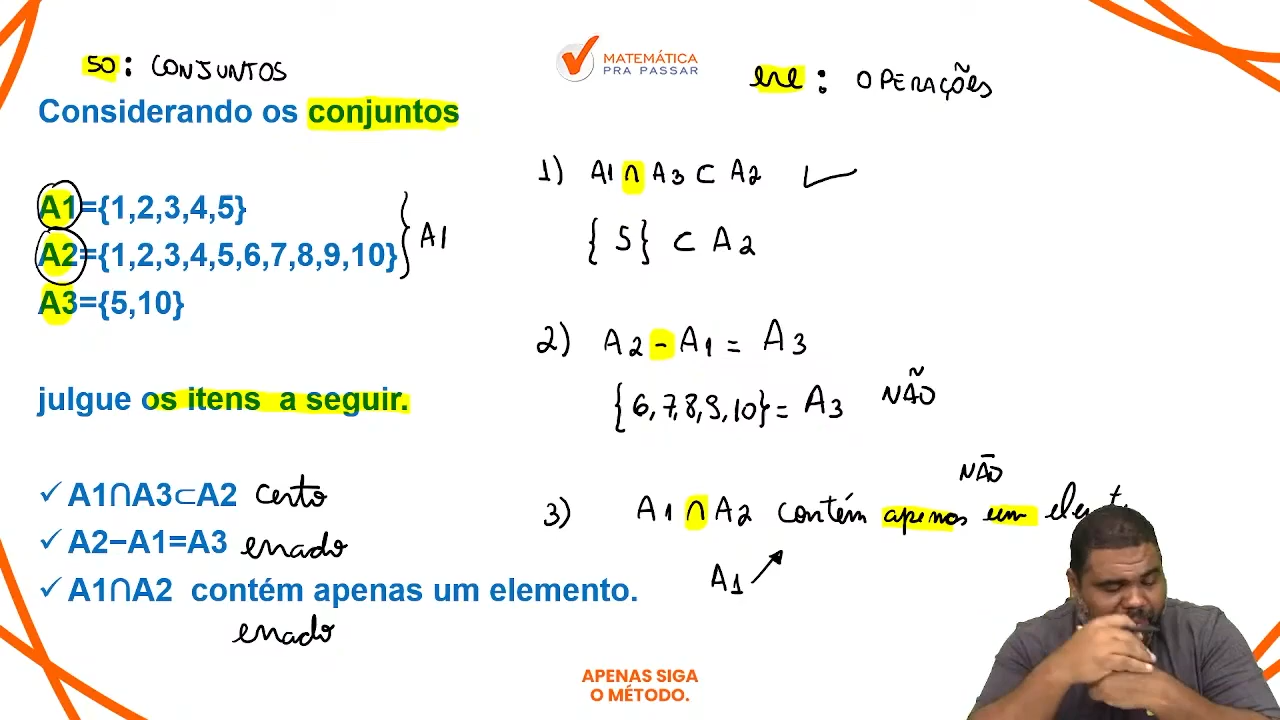 SO: CONJUNTOS
MATEMÁTICA
PRA PASSAR
ENE: OPERAÇÕES
Considerando os conjuntos
A1={1,2,3,4,5}
A2={1,2,3,4,5,6,7,8,9,10}
A1
A3={5,10}
julgue os itens a seguir.
✓ A1∩A3⊂A2 certo
✓ A2−A1=A3 errado
✓ A1∩A2 contém apenas um elemento.
errado
1) A1 ∩ A3 ⊂ A2 ✓
{5} ⊂ A2
2) A2 - A1 = A3
{6,7,8,9,10} = A3 NÃO
NÃO
3) A1 ∩ A2 contém apenas um
A1
APENAS SIGA
O MÉTODO.